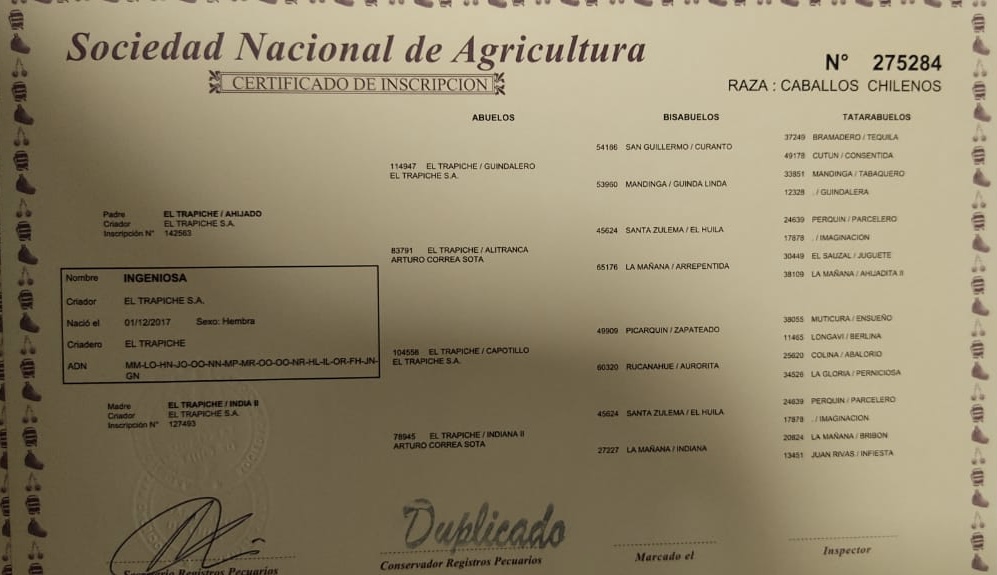 Sociedad Nacional de Agricultura
CERTIFICADO DE INSCRIPCION
N° 275284
RAZA : CABALLOS CHILENOS
ABUELOS BISABUELOS TATARABUELOS
37249 BRAMADERO / TEQUILA
54186 SAN GUILLERMO / CURANTO
49178 CUTUN / CONSENTIDA
114947 EL TRAPICHE / GUINDALERO
EL TRAPICHE S.A.
33851 MANDINGA / TABAQUERO
53960 MANDINGA / GUINDA LINDA
12328 . / GUINDALERA
Padre EL TRAPICHE / AHIJADO
Criador EL TRAPICHE S.A.
Inscripción N° 142563
24639 PERQUIN / PARCELERO
45624 SANTA ZULEMA / EL HUILA
17878 . / IMAGINACION
83791 EL TRAPICHE / ALITRANCA
ARTURO CORREA SOTA
30449 EL SAUZAL / JUGUETE
65176 LA MAÑANA / ARREPENTIDA
38109 LA MAÑANA / AHIJADITA II
Nombre INGENIOSA
Criador EL TRAPICHE S.A.
Nació el 01/12/2017 Sexo: Hembra
Criadero EL TRAPICHE
ADN MM-LO-HN-JO-OO-NN-MP-MR-OO-OO-NR-HL-IL-OR-FH-JN-
GN
38055 MUTICURA / ENSUEÑO
49909 PICARQUIN / ZAPATEADO
11465 LONGAVI / BERLINA
104558 EL TRAPICHE / CAPOTILLO
EL TRAPICHE S.A.
25620 COLINA / ABALORIO
60320 RUCANAHUE / AURORITA
34526 LA GLORIA / PERNICIOSA
Madre EL TRAPICHE / INDIA II
Criador EL TRAPICHE S.A.
Inscripción N° 127493
24639 PERQUIN / PARCELERO
45624 SANTA ZULEMA / EL HUILA
17878 . / IMAGINACION
78945 EL TRAPICHE / INDIANA II
ARTURO CORREA SOTA
20824 LA MAÑANA / BRIBON
27227 LA MAÑANA / INDIANA
13451 JUAN RIVAS / INFIESTA
Duplicado
Secretario Registros Pecuarios
Conservador Registros Pecuarios
Marcado el
Inspector